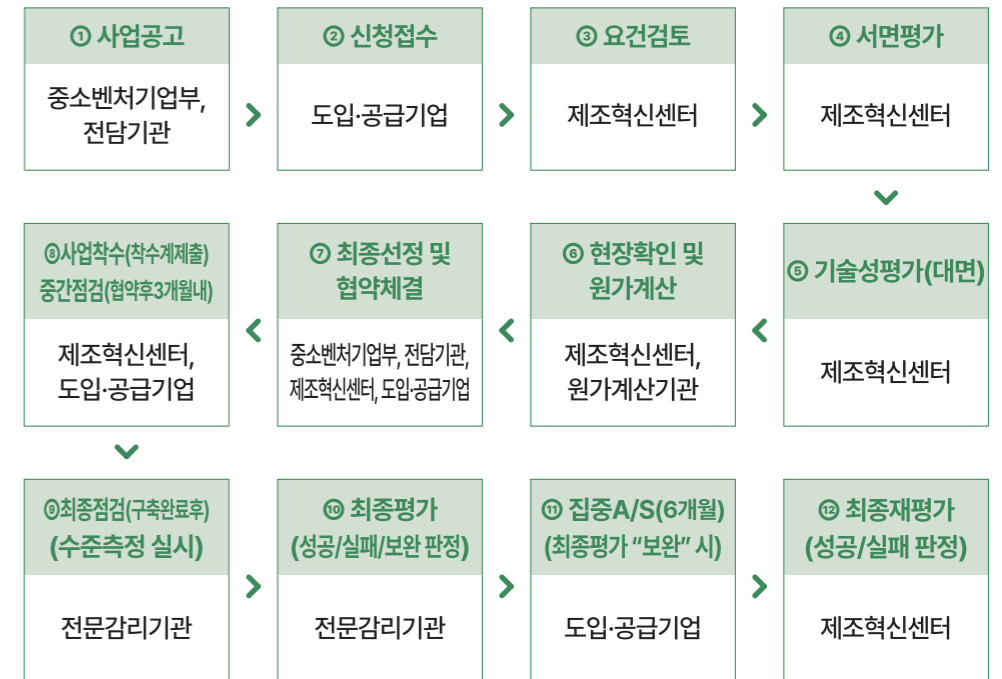 ① 사업공고
중소벤처기업부,
전담기관
② 신청접수
도입·공급기업
③ 요건검토
제조혁신센터
④ 서면평가
제조혁신센터
⑤ 기술성평가(대면)
제조혁신센터
⑥ 현장확인 및
원가계산
제조혁신센터,
원가계산기관
⑦ 최종선정 및
협약체결
중소벤처기업부, 전담기관,
제조혁신센터, 도입·공급기업
⑧사업착수(착수계제출)
중간점검(협약후3개월내)
제조혁신센터,
도입·공급기업
⑨최종점검(구축완료후)
(수준측정 실시)
전문감리기관
⑩ 최종평가
(성공/실패/보완 판정)
전문감리기관
⑪ 집중A/S(6개월)
(최종평가 “보완” 시)
도입·공급기업
⑫ 최종재평가
(성공/실패 판정)
제조혁신센터